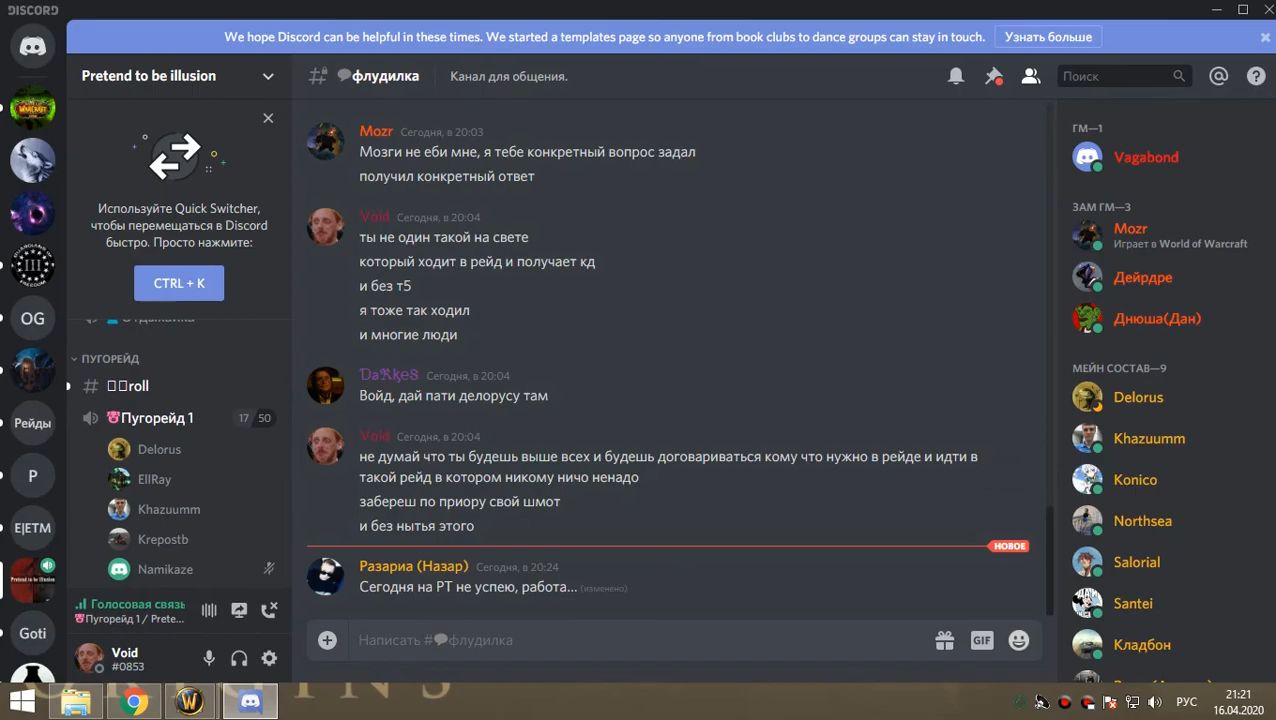 DISCORD
We hope Discord can be helpful in these times. We started a templates page so anyone from book clubs to dance groups can stay in touch.
Узнать больше
Pretend to be illusion
флудилка
Канал для общения.
Поиск
Используйте Quick Switcher,
чтобы перемещаться в Discord
быстро. Просто нажмите:
CTRL + K
ПУГОРЕЙД
roll
Пугорейд 1
17 50
Delorus
EllRay
Khazuumm
Krepostb
Namikaze
Голосовая связь
Пугорейд 1 / Prete...
Void
#0853
OG
Рейды
P
E|ETM
Pretend to be illusion
Goti
Mozr Сегодня, в 20:03
Мозги не еби мне, я тебе конкретный вопрос задал
получил конкретный ответ
Void Сегодня, в 20:04
ты не один такой на свете
который ходит в рейд и получает кд
и без т5
я тоже так ходил
и многие люди
DaRkeS Сегодня, в 20:04
Войд, дай пати делорусу там
Void Сегодня, в 20:04
не думай что ты будешь выше всех и будешь договариваться кому что нужно в рейде и идти в
такой рейд в котором никому ничо ненадо
забереш по приору свой шмот
и без нытья этого
НОВОЕ
Разариа (Назар) Сегодня, в 20:24
Сегодня на РТ не успею, работа... (изменено)
Написать #флудилка
GIF
ГМ—1
Vagabond
ЗАМ ГМ—3
Mozr
Играет в World of Warcraft
Дейрдре
Днюша(Дан)
МЕЙН СОСТАВ—9
Delorus
Khazuumm
Konico
Northsea
Salorial
Santei
Кладбон
РУС
21:21
16.04.2020